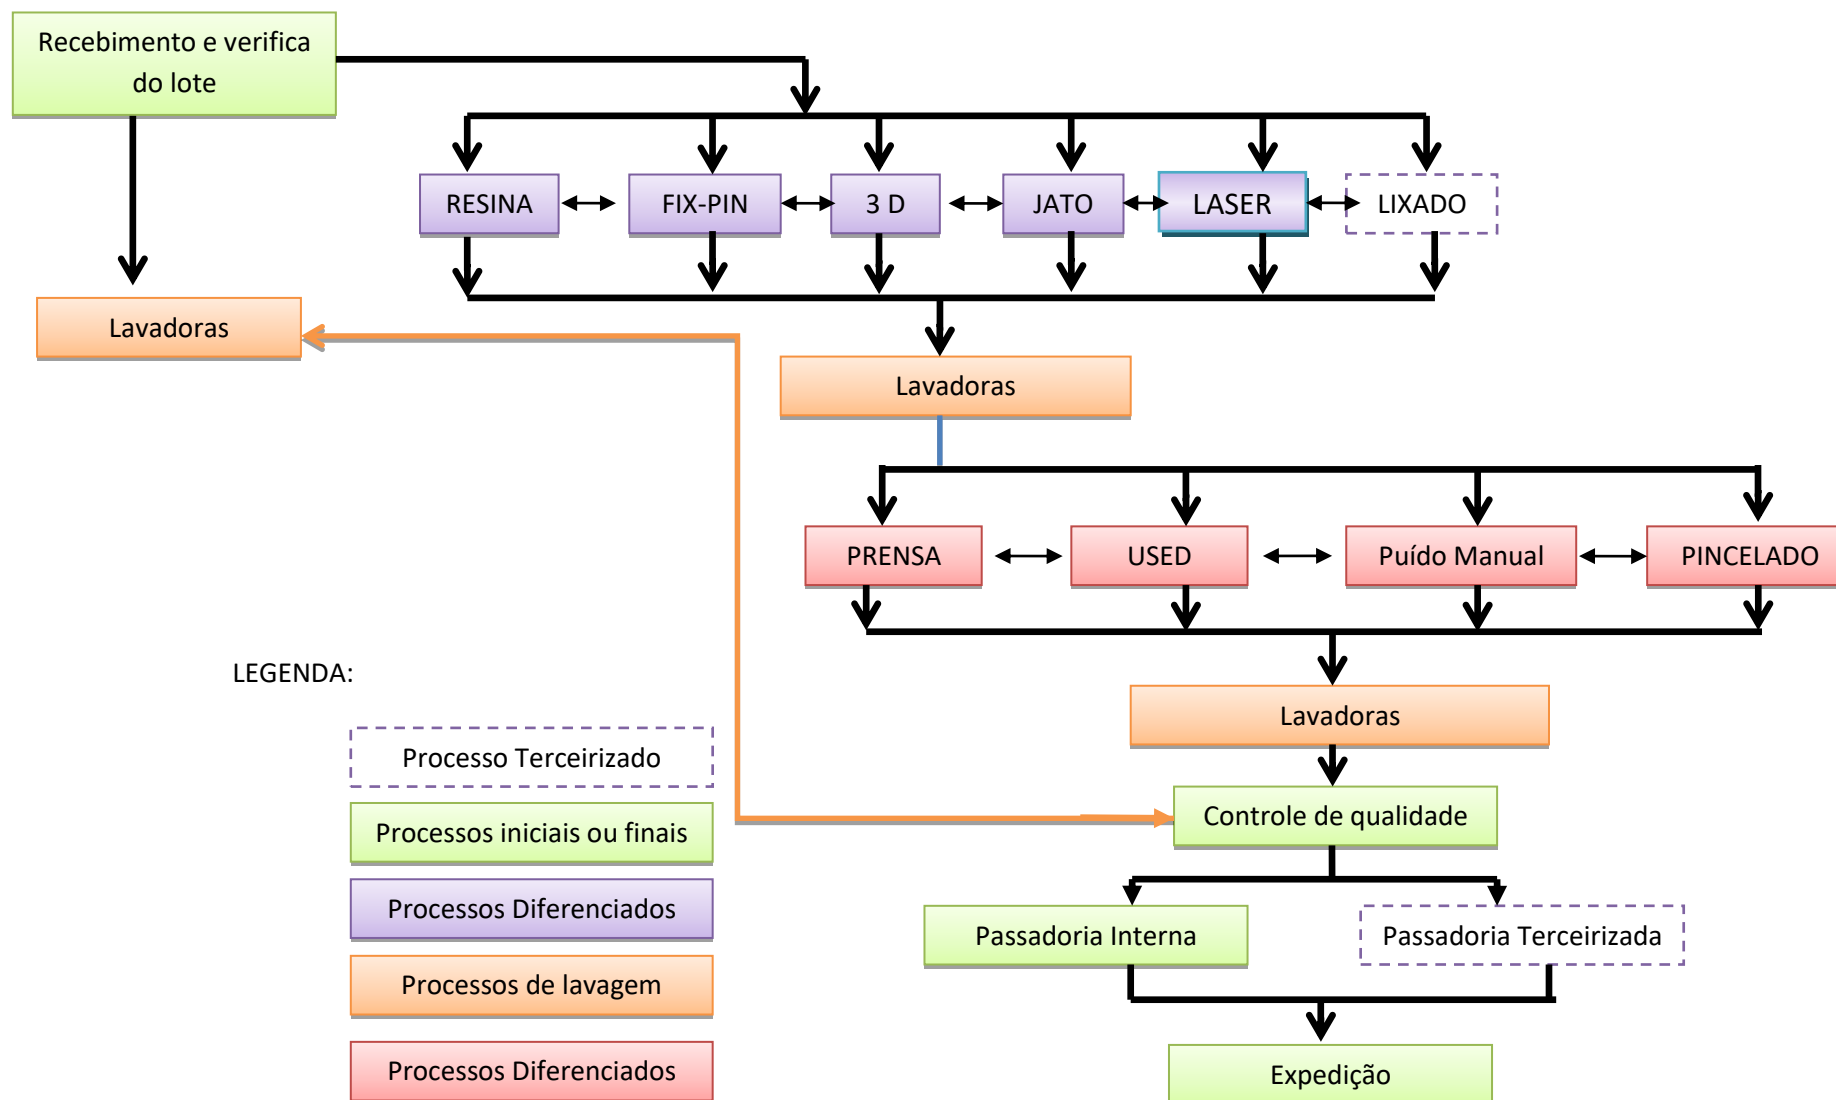 Recebimento e verifica
do lote
RESINA
FIX-PIN
3 D
JATO
LASER
LIXADO
Lavadoras
Lavadoras
PRENSA
USED
Puído Manual
PINCELADO
LEGENDA:
Lavadoras
Processo Terceirizado
Controle de qualidade
Processos iniciais ou finais
Processos Diferenciados
Passadoria Interna
Passadoria Terceirizada
Processos de lavagem
Processos Diferenciados
Expedição